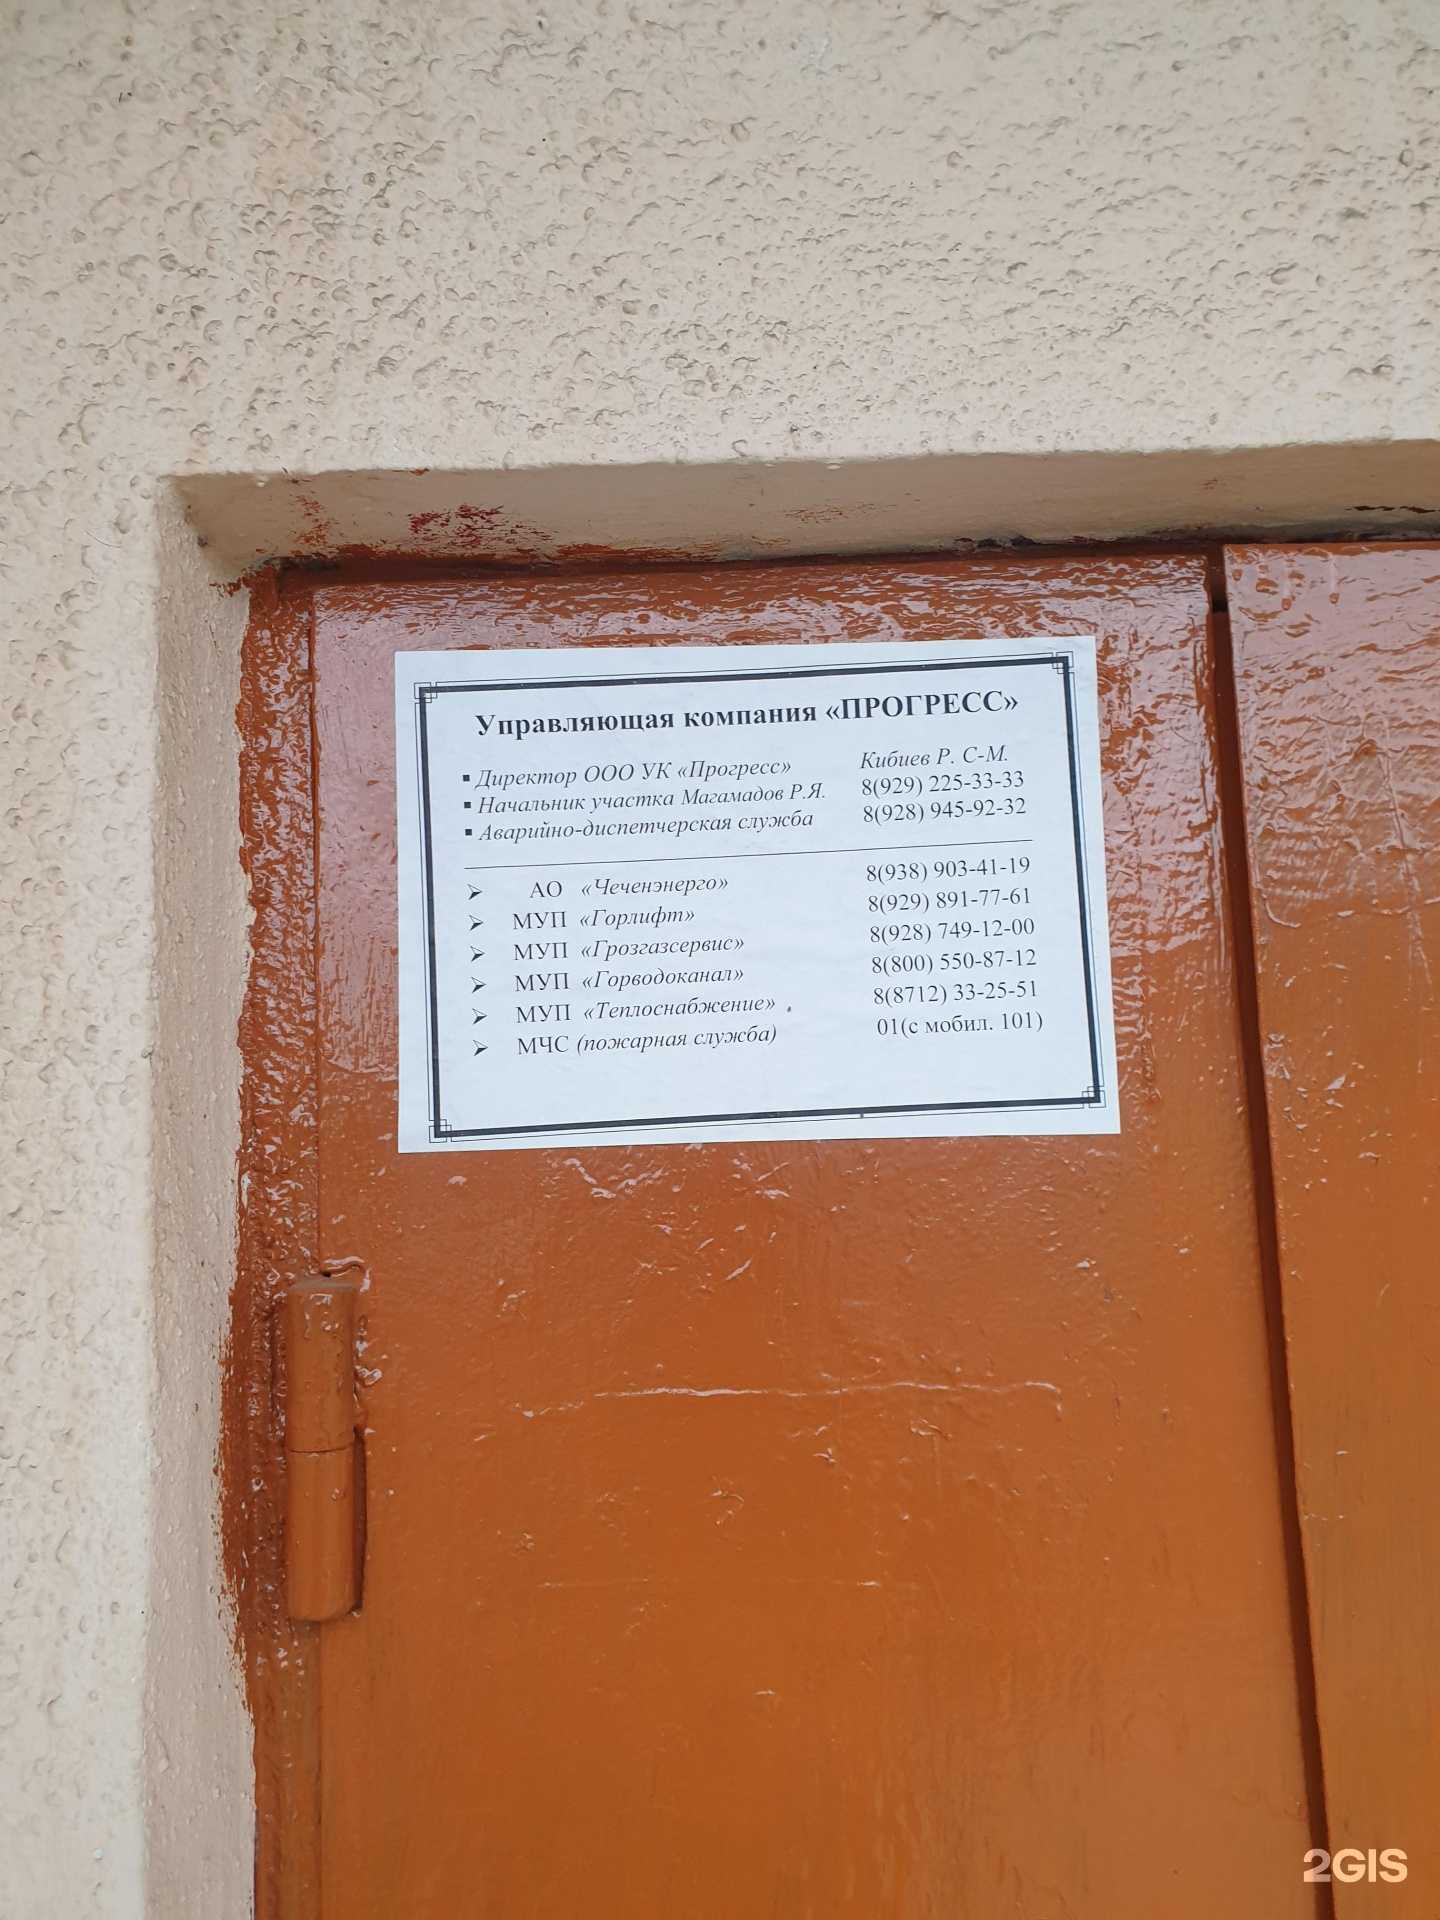 Управляющая компания «ПРОГРЕСС»
▪ Директор ООО УК «Прогресс» Кибиев Р. С-М.
▪ Начальник участка Магамадов Р.Я. 8(929) 225-33-33
▪ Аварийно-диспетчерская служба 8(928) 945-92-32
➢ АО «Чеченэнерго» 8(938) 903-41-19
➢ МУП «Горлифт» 8(929) 891-77-61
➢ МУП «Грозгазсервис» 8(928) 749-12-00
➢ МУП «Горводоканал» 8(800) 550-87-12
➢ МУП «Теплоснабжение» 8(8712) 33-25-51
➢ МЧС (пожарная служба) 01(с мобил. 101)
2GIS